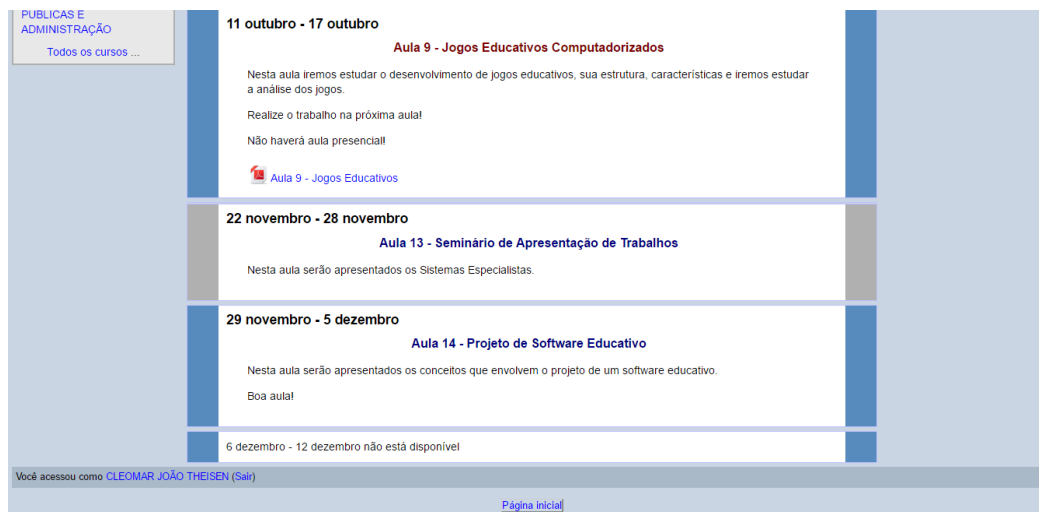 PUBLICAS E
ADMINISTRAÇÃO
Todos os cursos ...
11 outubro - 17 outubro
Aula 9 - Jogos Educativos Computadorizados
Nesta aula iremos estudar o desenvolvimento de jogos educativos, sua estrutura, características e iremos estudar
a análise dos jogos.
Realize o trabalho na próxima aula!
Não haverá aula presencial!
Aula 9 - Jogos Educativos
22 novembro - 28 novembro
Aula 13 - Seminário de Apresentação de Trabalhos
Nesta aula serão apresentados os Sistemas Especialistas.
29 novembro - 5 dezembro
Aula 14 - Projeto de Software Educativo
Nesta aula serão apresentados os conceitos que envolvem o projeto de um software educativo.
Boa aula!
6 dezembro - 12 dezembro não está disponível
Você acessou como CLEOMAR JOÃO THEISEN (Sair)
Página inicial